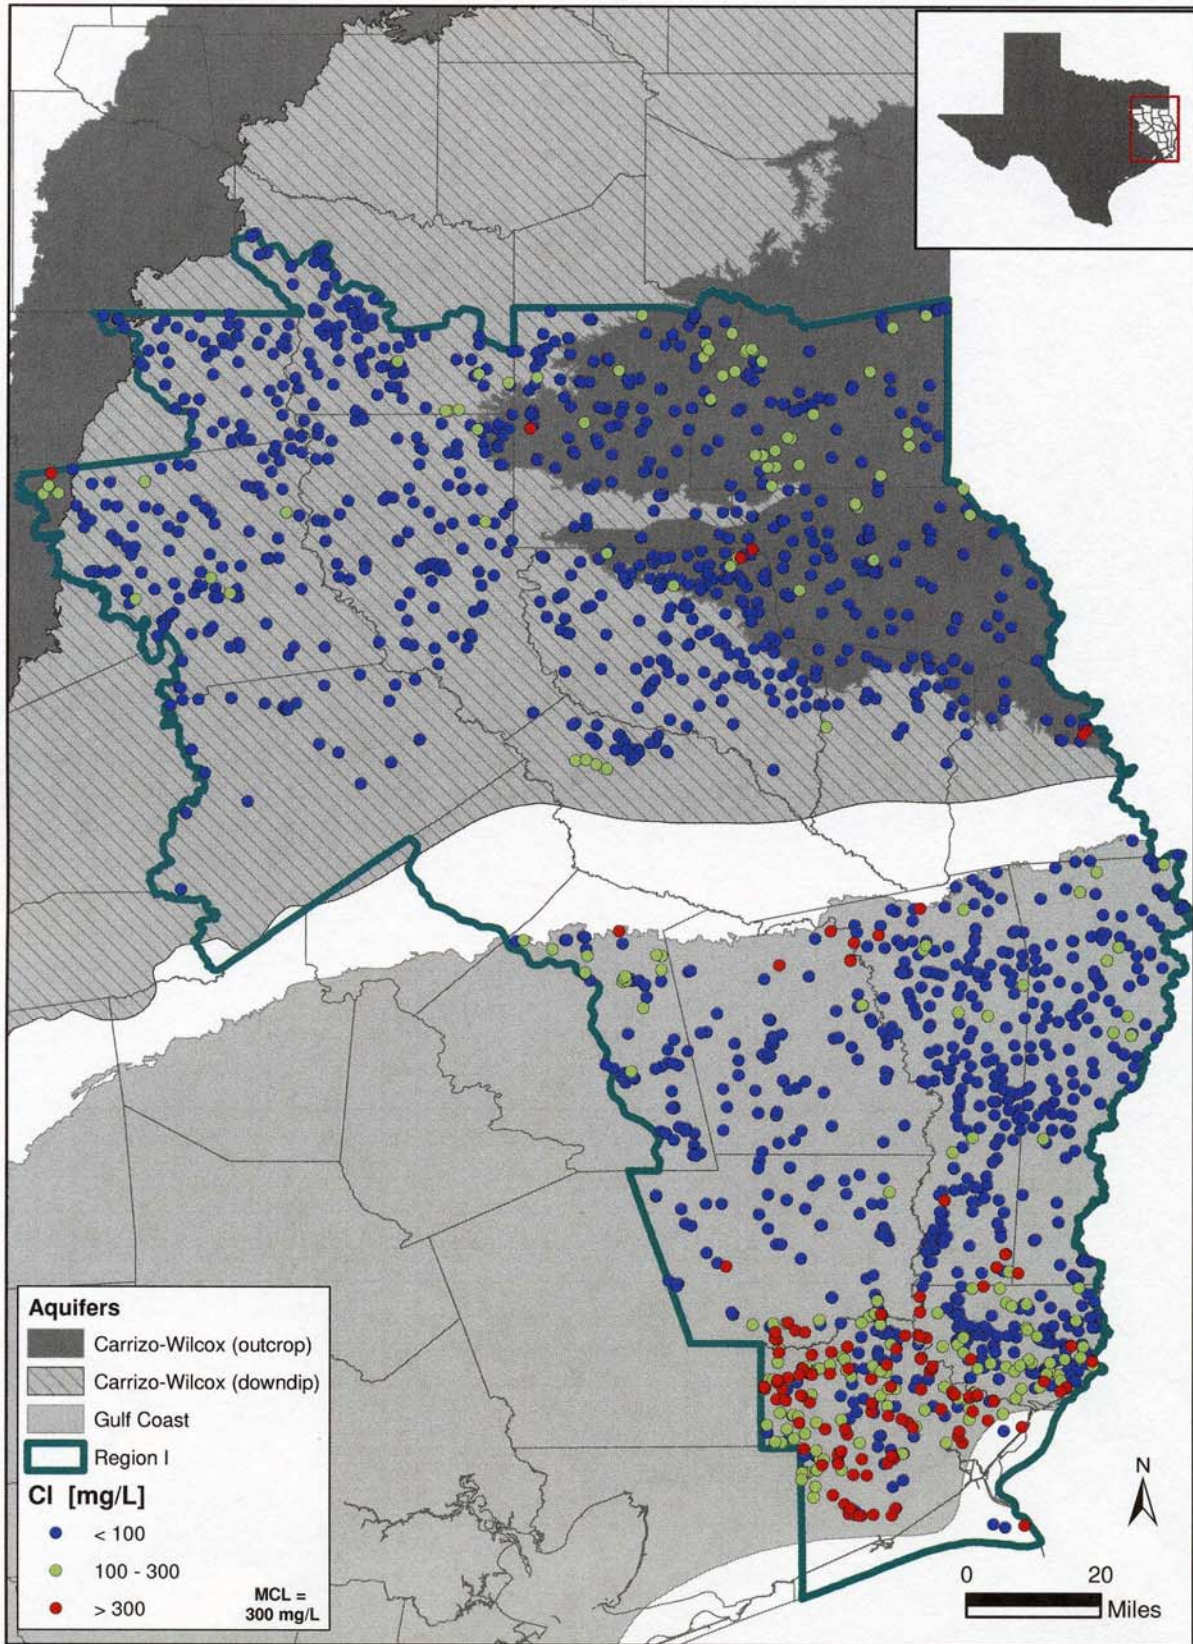 Aquifers
Carrizo-Wilcox (outcrop)
Carrizo-Wilcox (downdip)
Gulf Coast
Region I
Cl [mg/L]
< 100
100 - 300
> 300
MCL =
300 mg/L
N
0 20
Miles